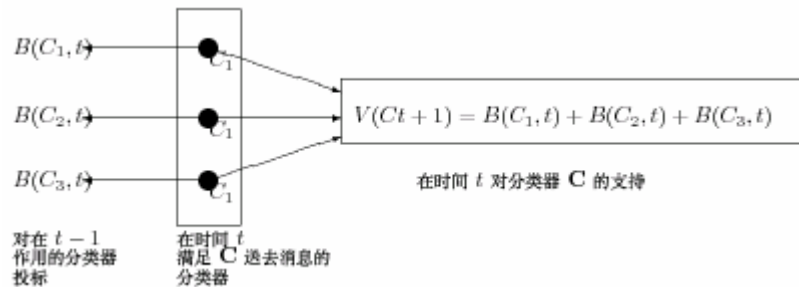 B(C₁, t)
C₁
B(C₂, t)
C₁
V(Ct + 1) = B(C₁, t) + B(C₂, t) + B(C₃, t)
B(C₃, t)
C₁
在时间 t 对分类器 C 的支持
对在 t − 1
作用的分类器
投标
在时间 t
满足 C 送去消息的
分类器